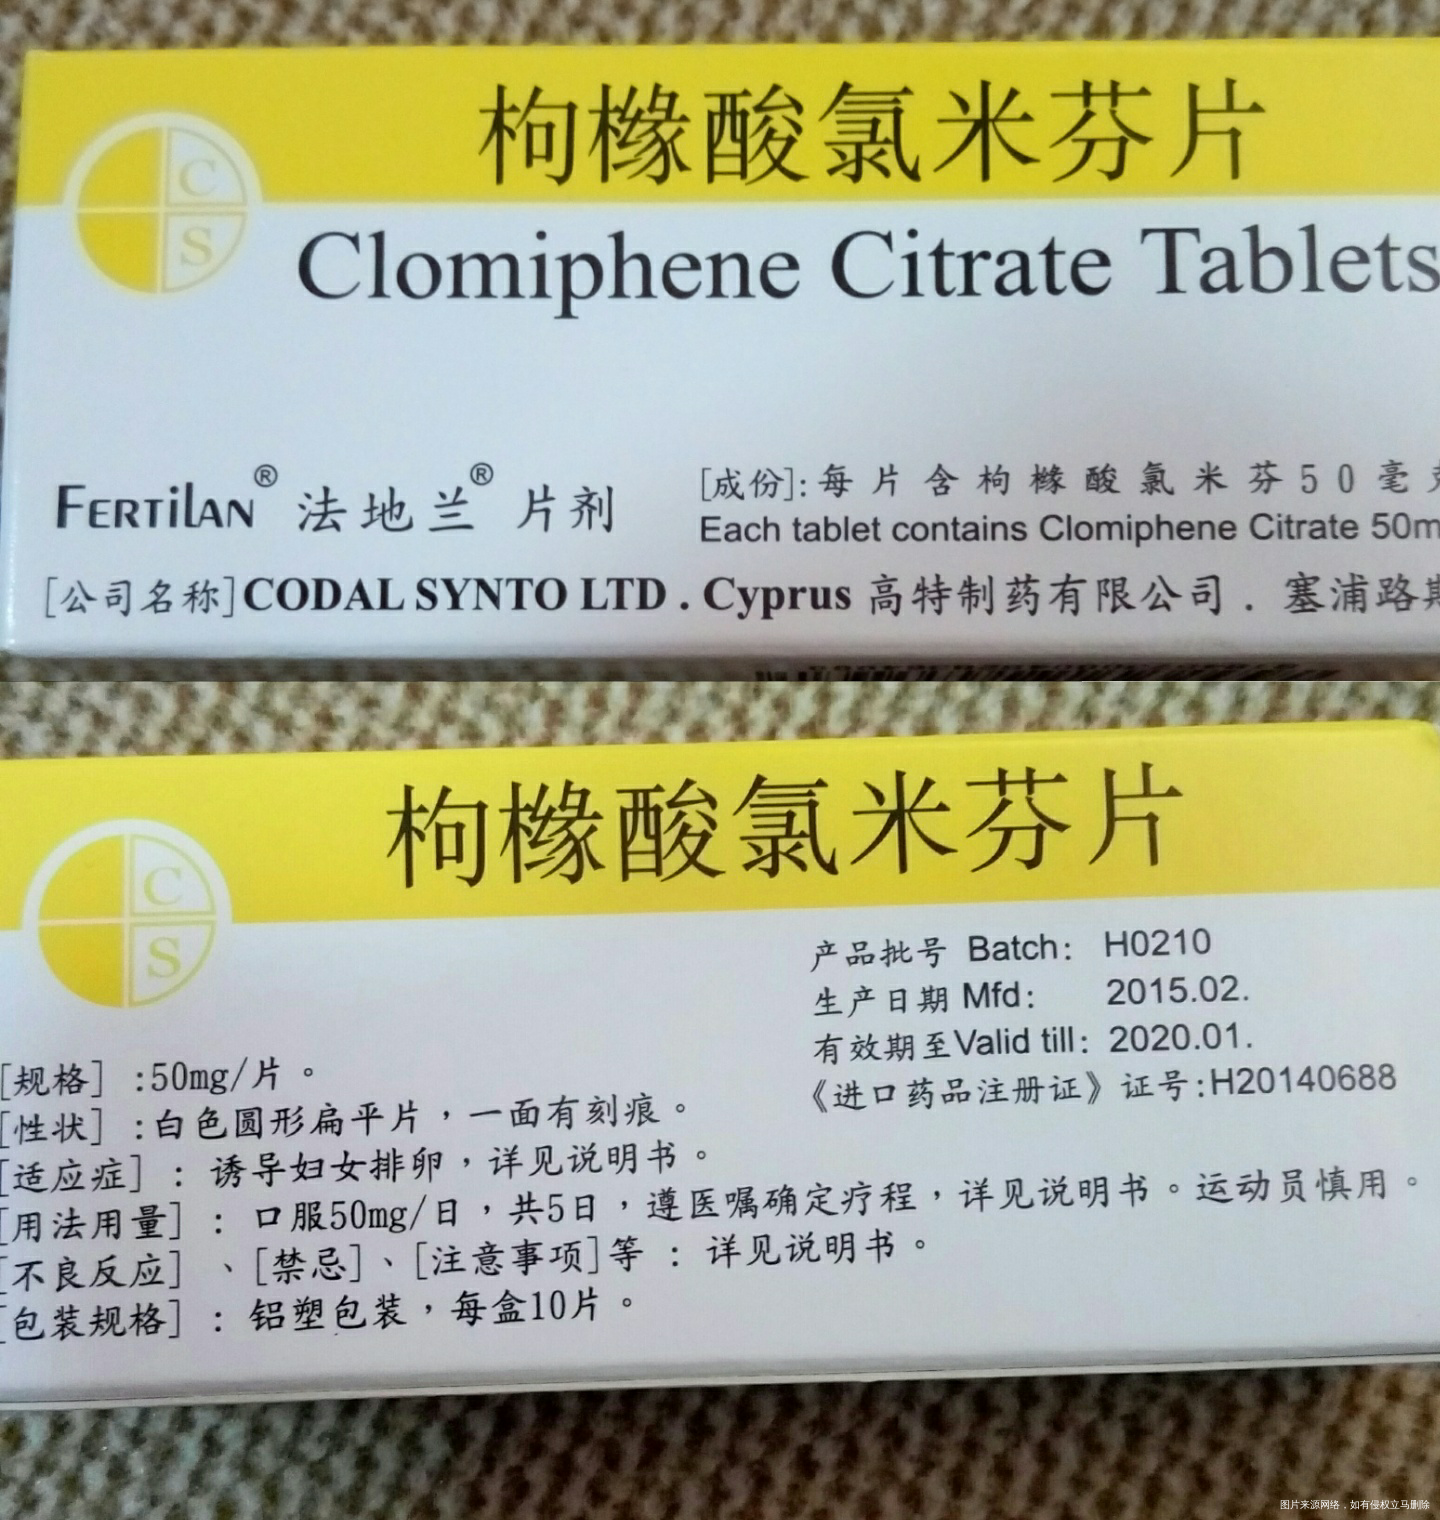 枸橼酸氯米芬片
C
S
Clomiphene Citrate Tablets
FERTILAN® 法地兰® 片剂
[成份]: 每片含枸橼酸氯米芬50毫
Each tablet contains Clomiphene Citrate 50m
[公司名称]CODAL SYNTO LTD . Cyprus 高特制药有限公司 . 塞浦路斯
枸橼酸氯米芬片
C
S
产品批号 Batch: H0210
生产日期 Mfd: 2015.02.
有效期至Valid till: 2020.01.
《进口药品注册证》证号:H20140688
[规格] :50mg/片。
[性状] :白色圆形扁平片，一面有刻痕。
[适应症] : 诱导妇女排卵，详见说明书。
[用法用量] : 口服50mg/日，共5日，遵医嘱确定疗程，详见说明书。运动员慎用。
[不良反应] 、[禁忌]、[注意事项]等 : 详见说明书。
[包装规格] : 铝塑包装，每盒10片。
图片来源网络，如有侵权立马删除